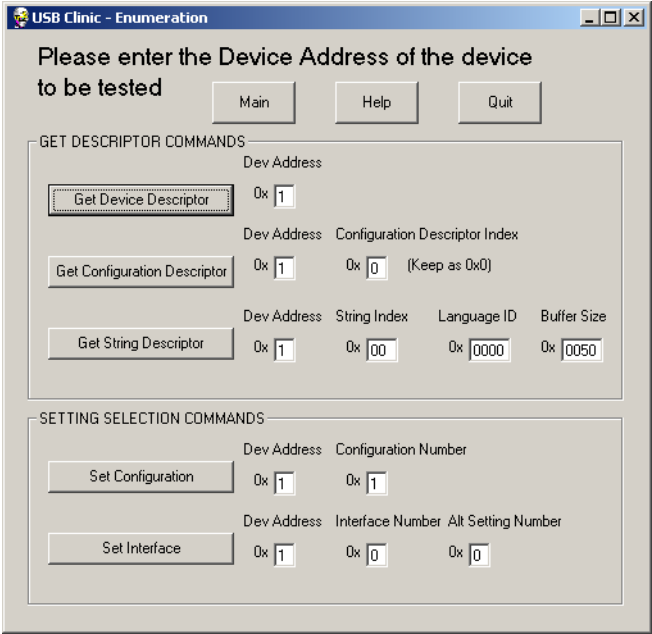 USB Clinic - Enumeration
Please enter the Device Address of the device
to be tested
Main Help Quit
GET DESCRIPTOR COMMANDS
Dev Address
Get Device Descriptor 0x 1
Dev Address Configuration Descriptor Index
Get Configuration Descriptor 0x 1 0x 0 (Keep as 0x0)
Dev Address String Index Language ID Buffer Size
Get String Descriptor 0x 1 0x 00 0x 0000 0x 0050
SETTING SELECTION COMMANDS
Dev Address Configuration Number
Set Configuration 0x 1 0x 1
Dev Address Interface Number Alt Setting Number
Set Interface 0x 1 0x 0 0x 0